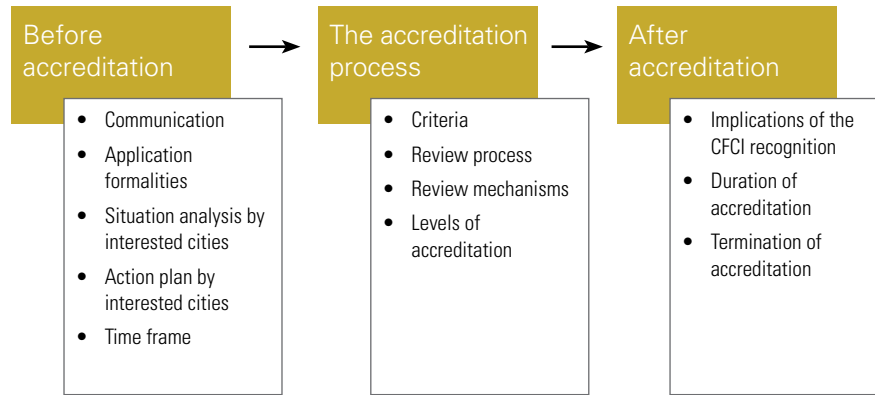 Before
accreditation
• Communication
• Application
formalities
• Situation analysis by
interested cities
• Action plan by
interested cities
• Time frame
The accreditation
process
• Criteria
• Review process
• Review mechanisms
• Levels of
accreditation
After
accreditation
• Implications of the
CFCI recognition
• Duration of
accreditation
• Termination of
accreditation